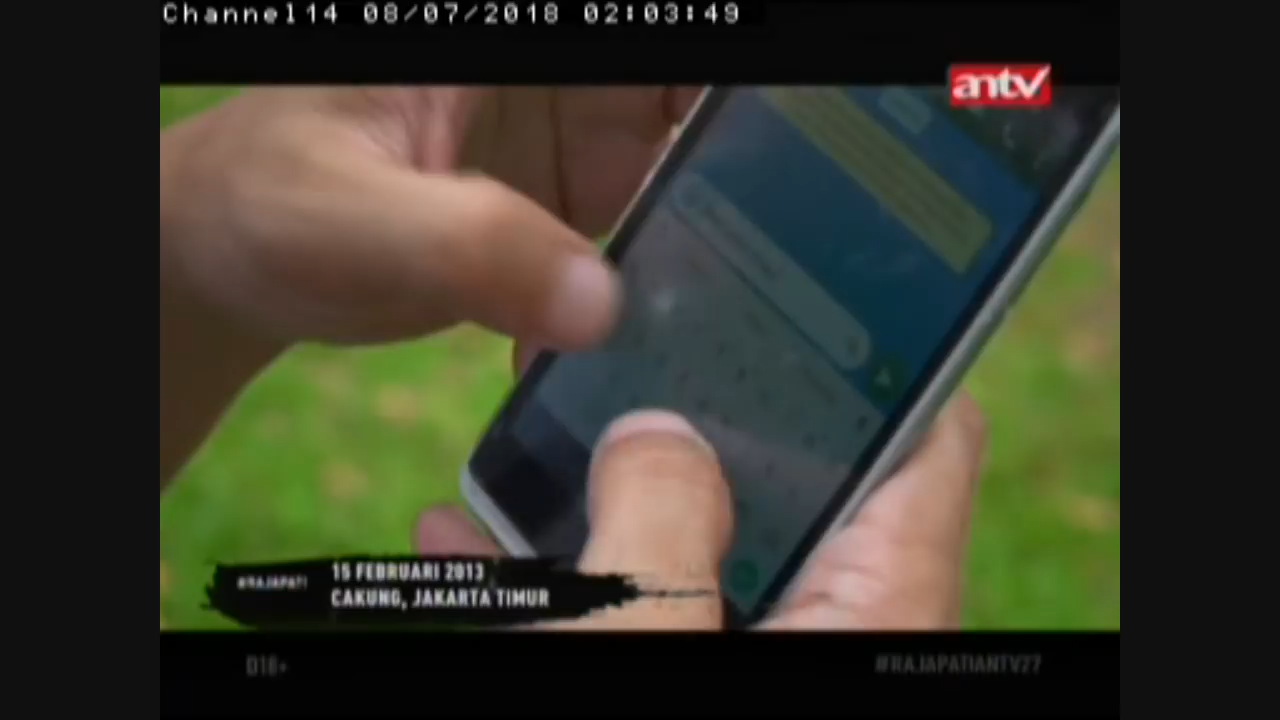 Channel14 08/07/2018 02:03:49
antv
#RAJAPATI
15 FEBRUARI 2013
CAKUNG, JAKARTA TIMUR
D18+
#RAJAPATIANTV27